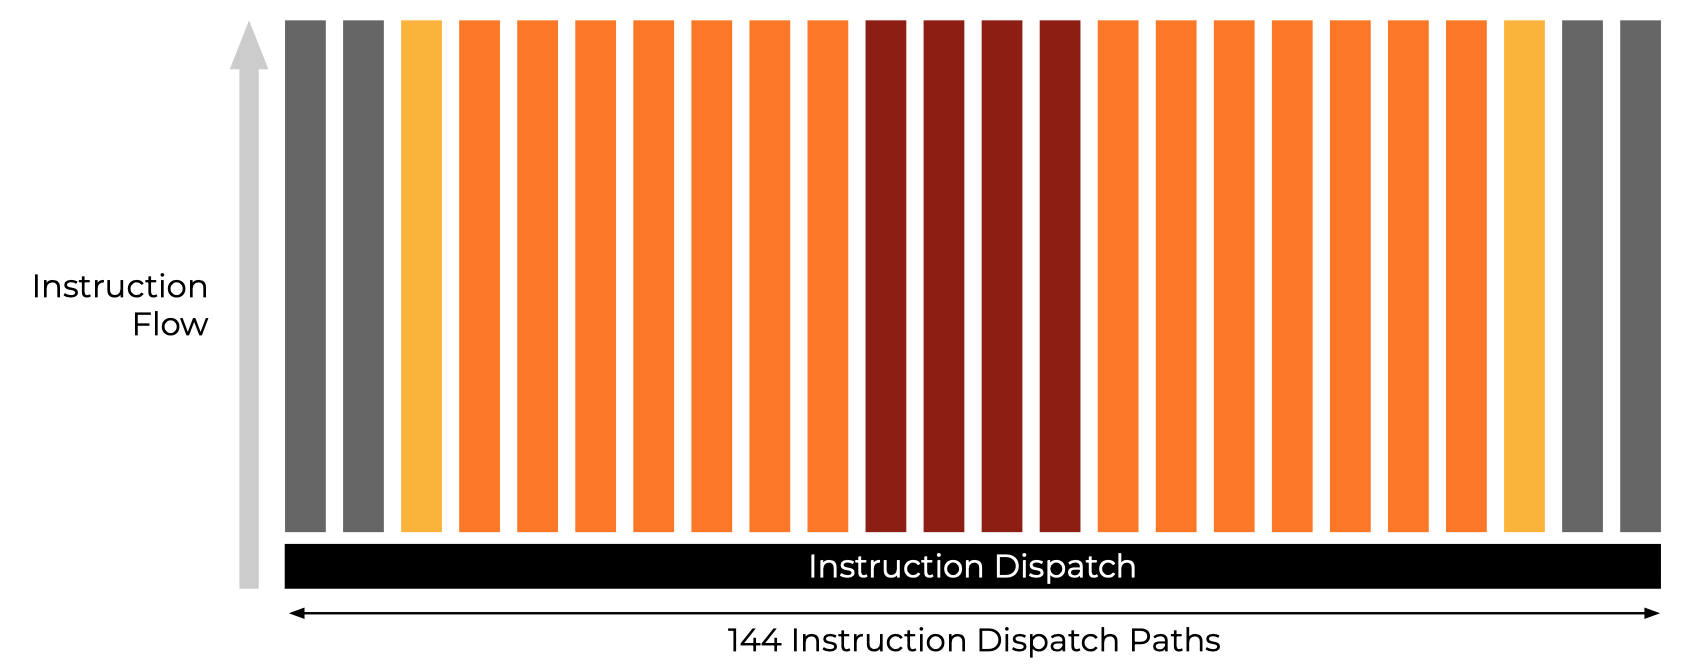 Instruction
Flow
Instruction Dispatch
144 Instruction Dispatch Paths